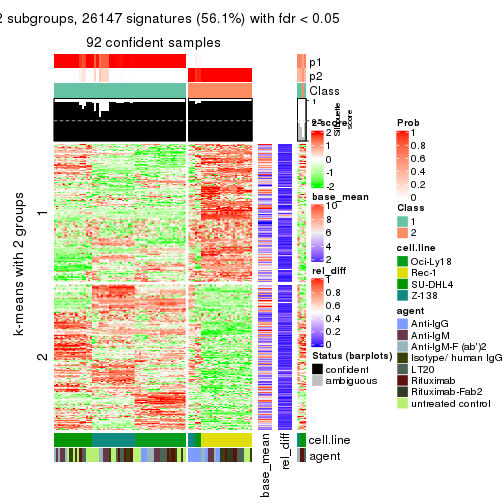 2 subgroups, 26147 signatures (56.1%) with fdr < 0.05
92 confident samples
p1
p2
Class
1
Silhouette
score
z-score
2
1
0
-1
-2
base_mean
10
8
6
4
2
rel_diff
1
0.8
0.6
0.4
0.2
0
Status (barplots)
confident
ambiguous
Prob
1
0.8
0.6
0.4
0.2
0
Class
1
2
cell.line
Oci-Ly18
Rec-1
SU-DHL4
Z-138
agent
Anti-IgG
Anti-IgM
Anti-IgM-F (ab')2
Isotype/ human IgG
LT20
Rituximab
Rituximab-Fab2
untreated control
k-means with 2 groups
1
2
cell.line
agent
base_mean
rel_diff